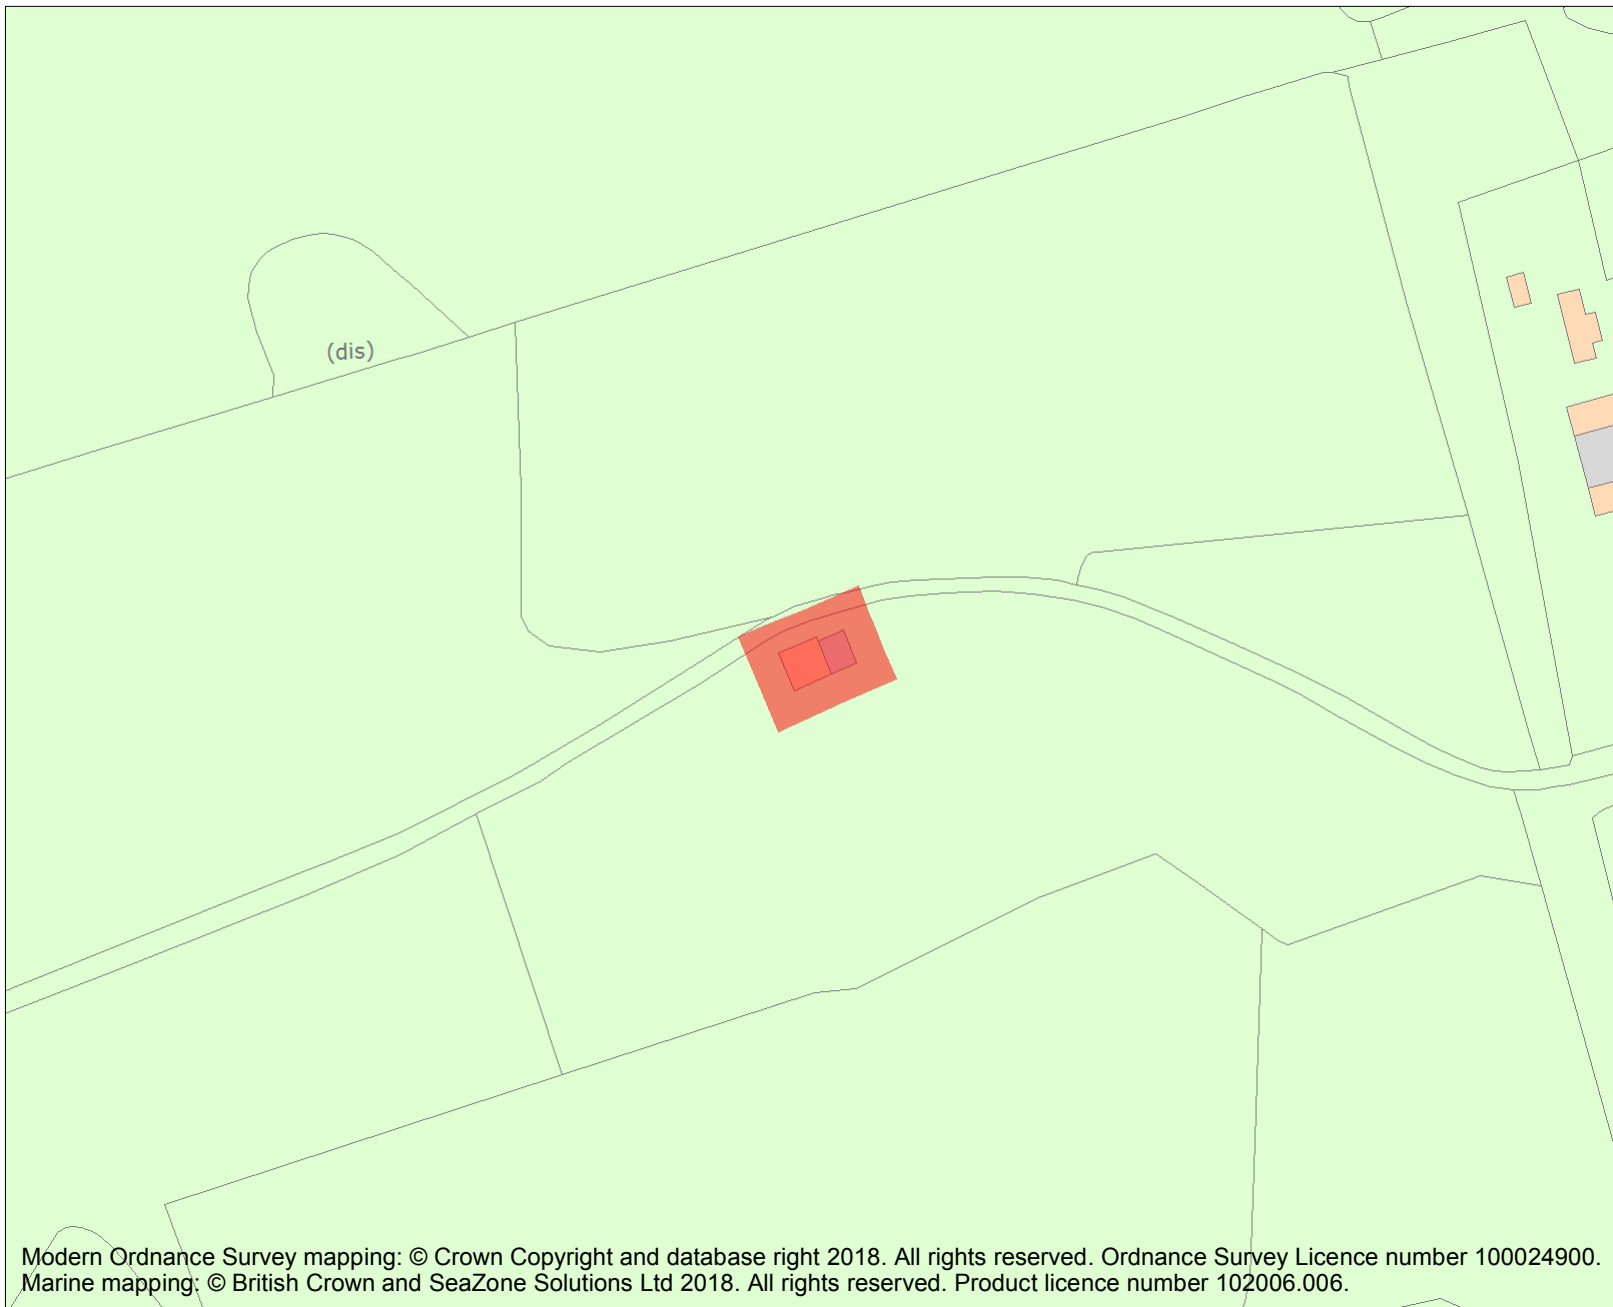 (dis)
Modern Ordnance Survey mapping: © Crown Copyright and database right 2018. All rights reserved. Ordnance Survey Licence number 100024900.
Marine mapping: © British Crown and SeaZone Solutions Ltd 2018. All rights reserved. Product licence number 102006.006.